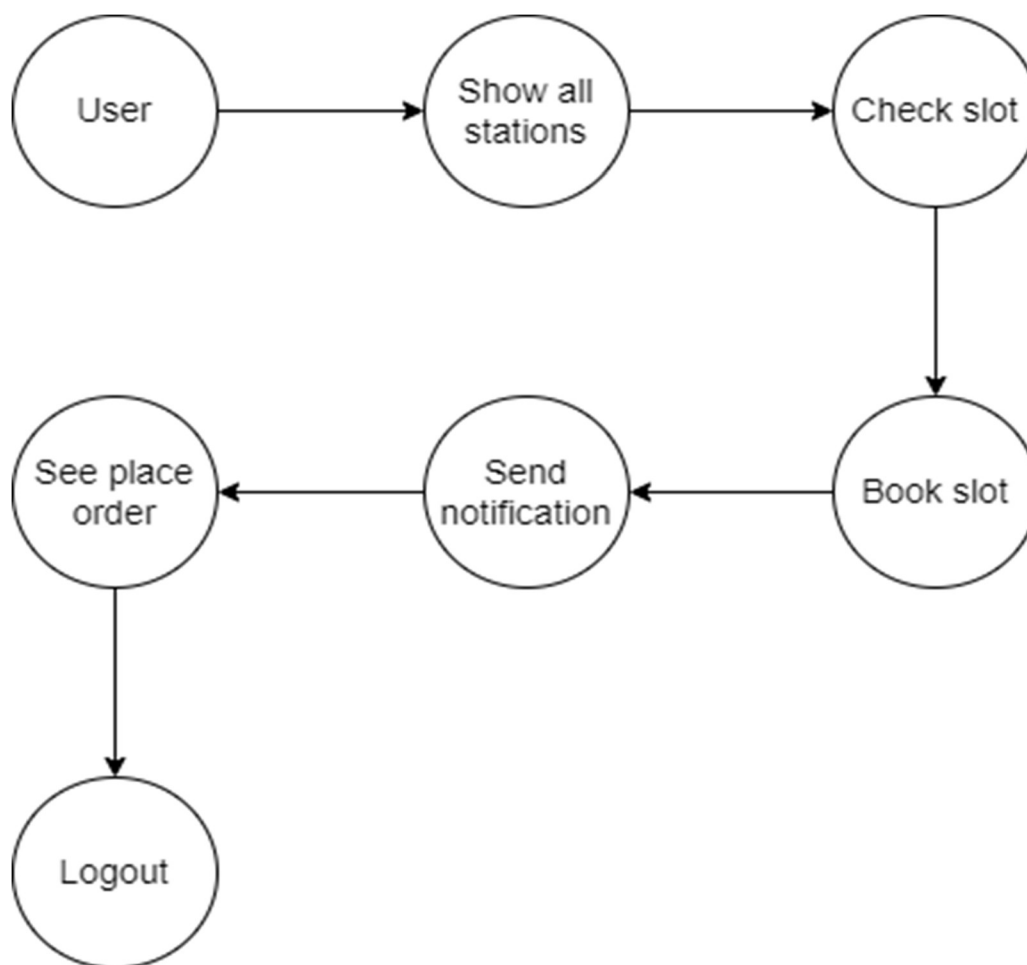 User
Show all
stations
Check slot
See place
order
Send
notification
Book slot
Logout